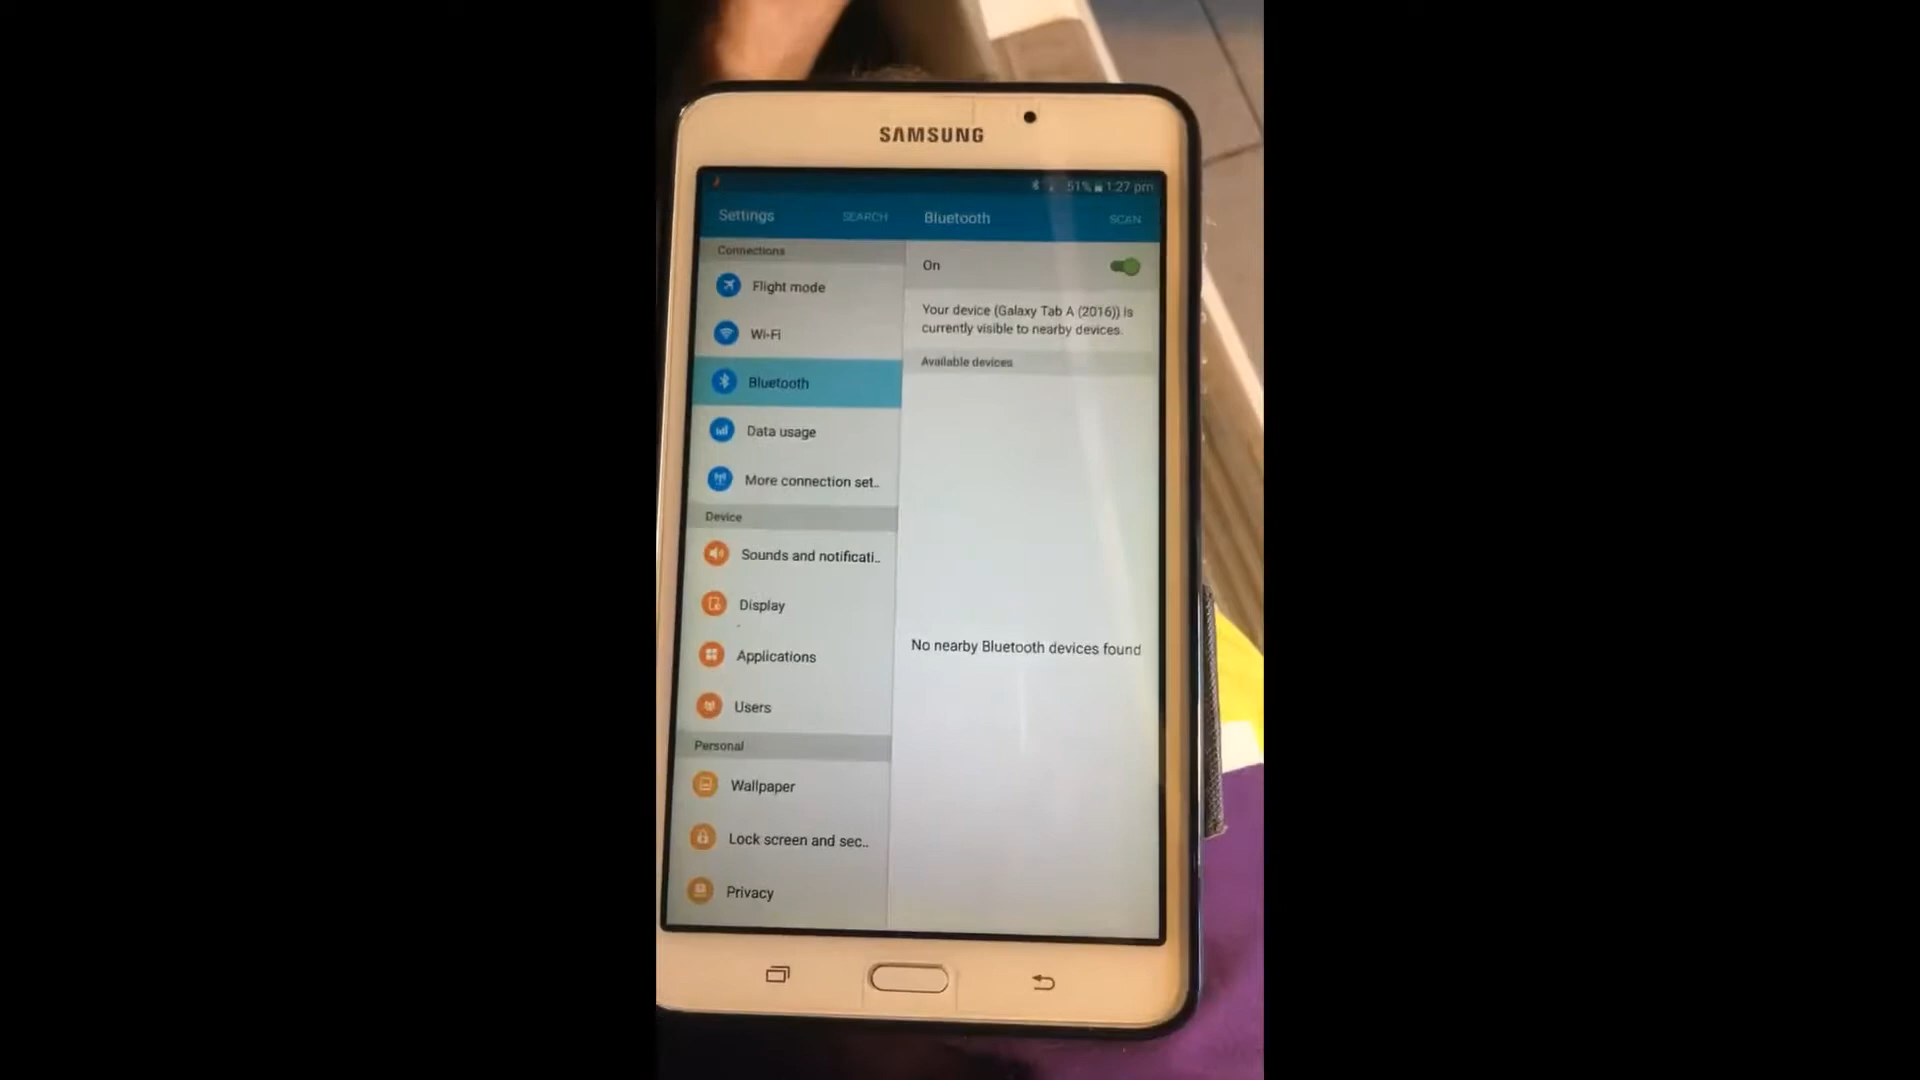 SAMSUNG
51% 1:27 pm
Settings SEARCH
Bluetooth SCAN
Connections
Flight mode
Wi-Fi
Bluetooth
Data usage
More connection set..
Device
Sounds and notificati..
Display
Applications
Users
Personal
Wallpaper
Lock screen and sec..
Privacy
On
Your device (Galaxy Tab A (2016)) is
currently visible to nearby devices.
Available devices
No nearby Bluetooth devices found